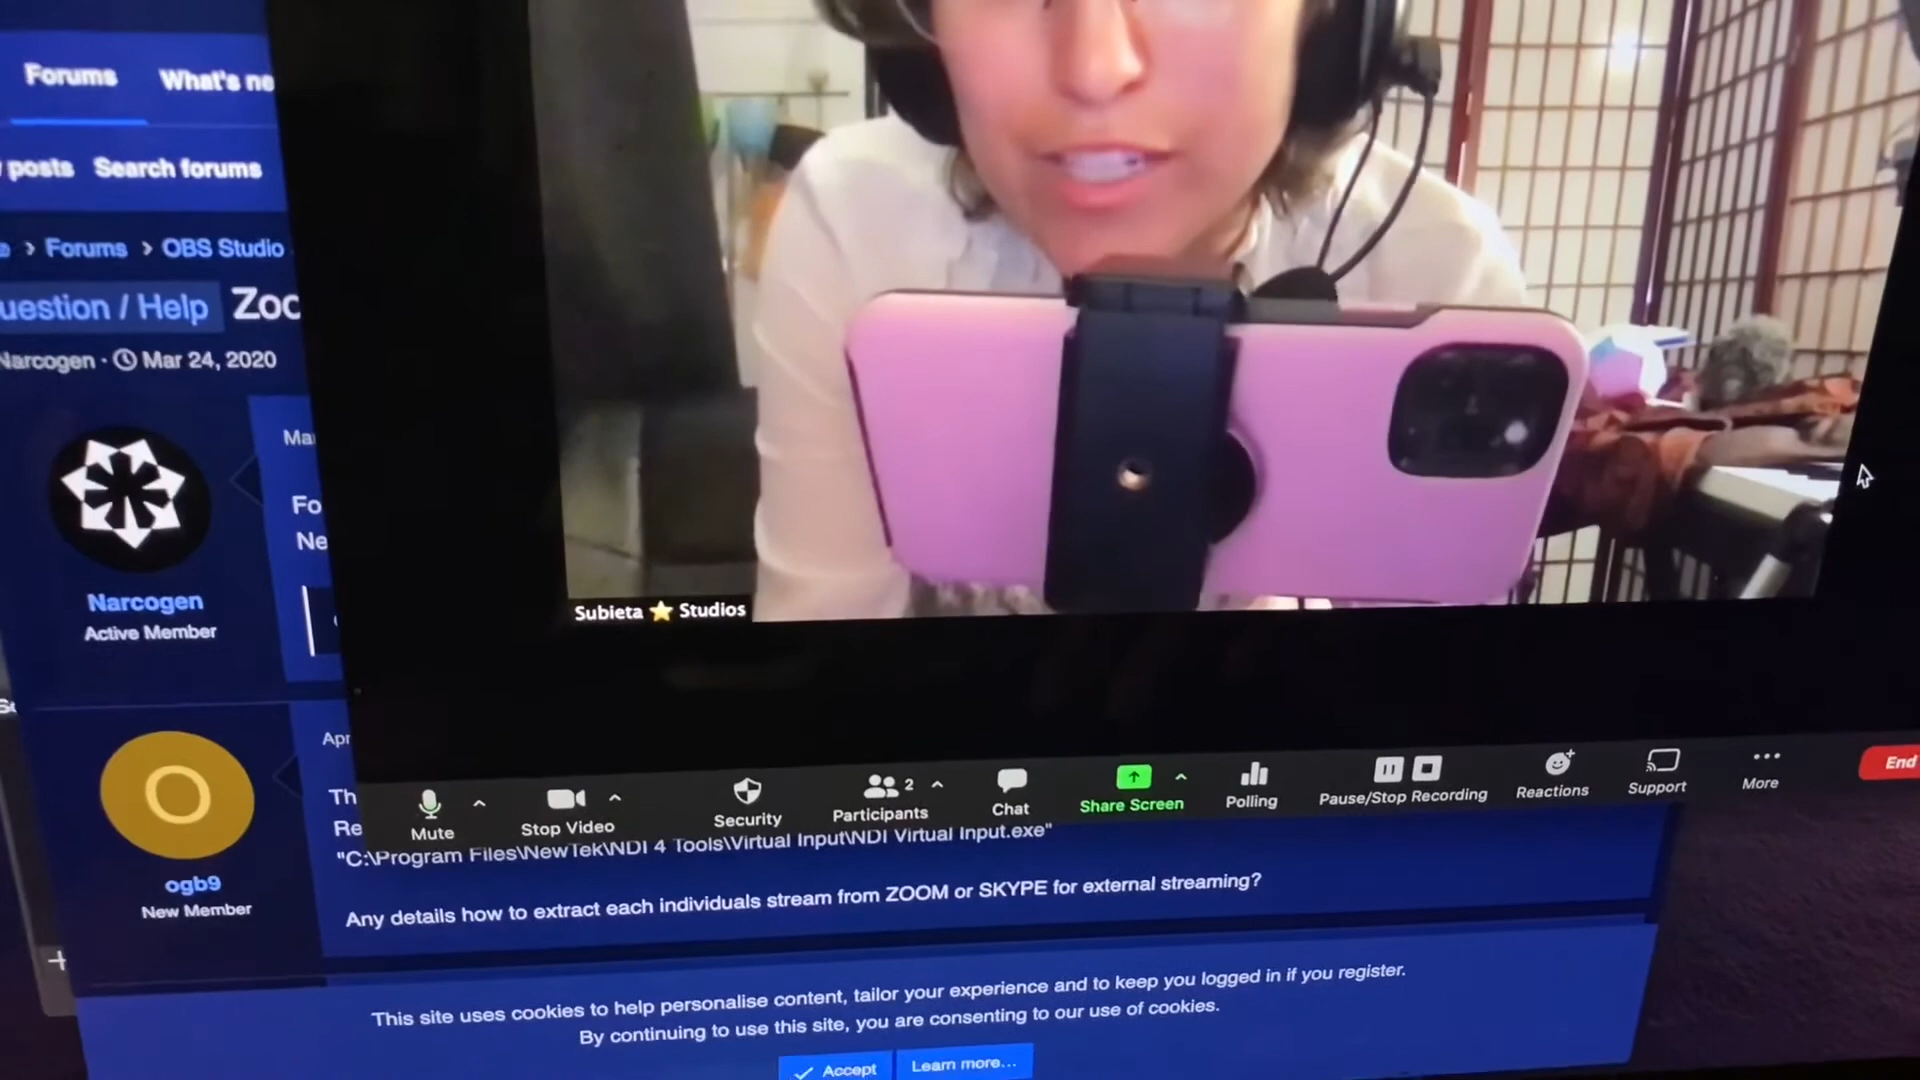 Forums What's ne
posts Search forums
Forums OBS Studio
uestion / Help Zoo
Narcogen · Mar 24, 2020
Mar
Fo
Ne
Narcogen
Active Member
Subieta ⭐ Studios
Apr
Th
Re
O
ogb9
New Member
Mute Stop Video Security Participants 2 Chat Share Screen Polling Pause/Stop Recording Reactions Support More End
"C:\Program Files\NewTek\NDI 4 Tools\Virtual Input\NDI Virtual Input.exe"
Any details how to extract each individuals stream from ZOOM or SKYPE for external streaming?
This site uses cookies to help personalise content, tailor your experience and to keep you logged in if you register.
By continuing to use this site, you are consenting to our use of cookies.
Accept Learn more...